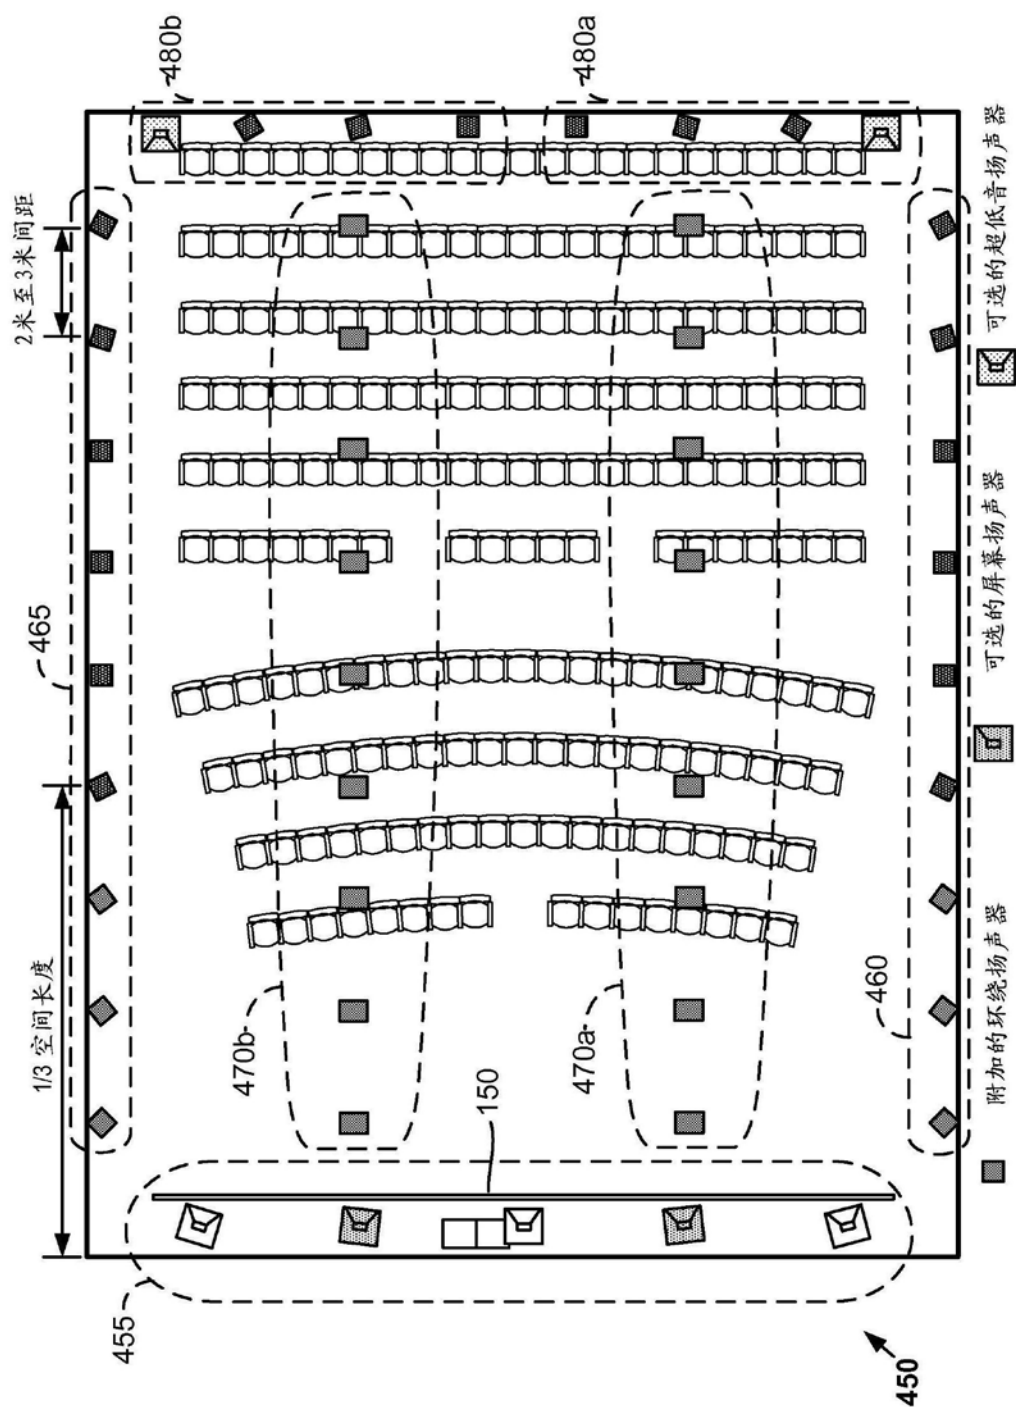 480b
480a
2米至3米间距
465
1/3 空间长度
470b
470a
150
460
455
450
附加的环绕扬声器
可选的屏幕扬声器
可选的超低音扬声器